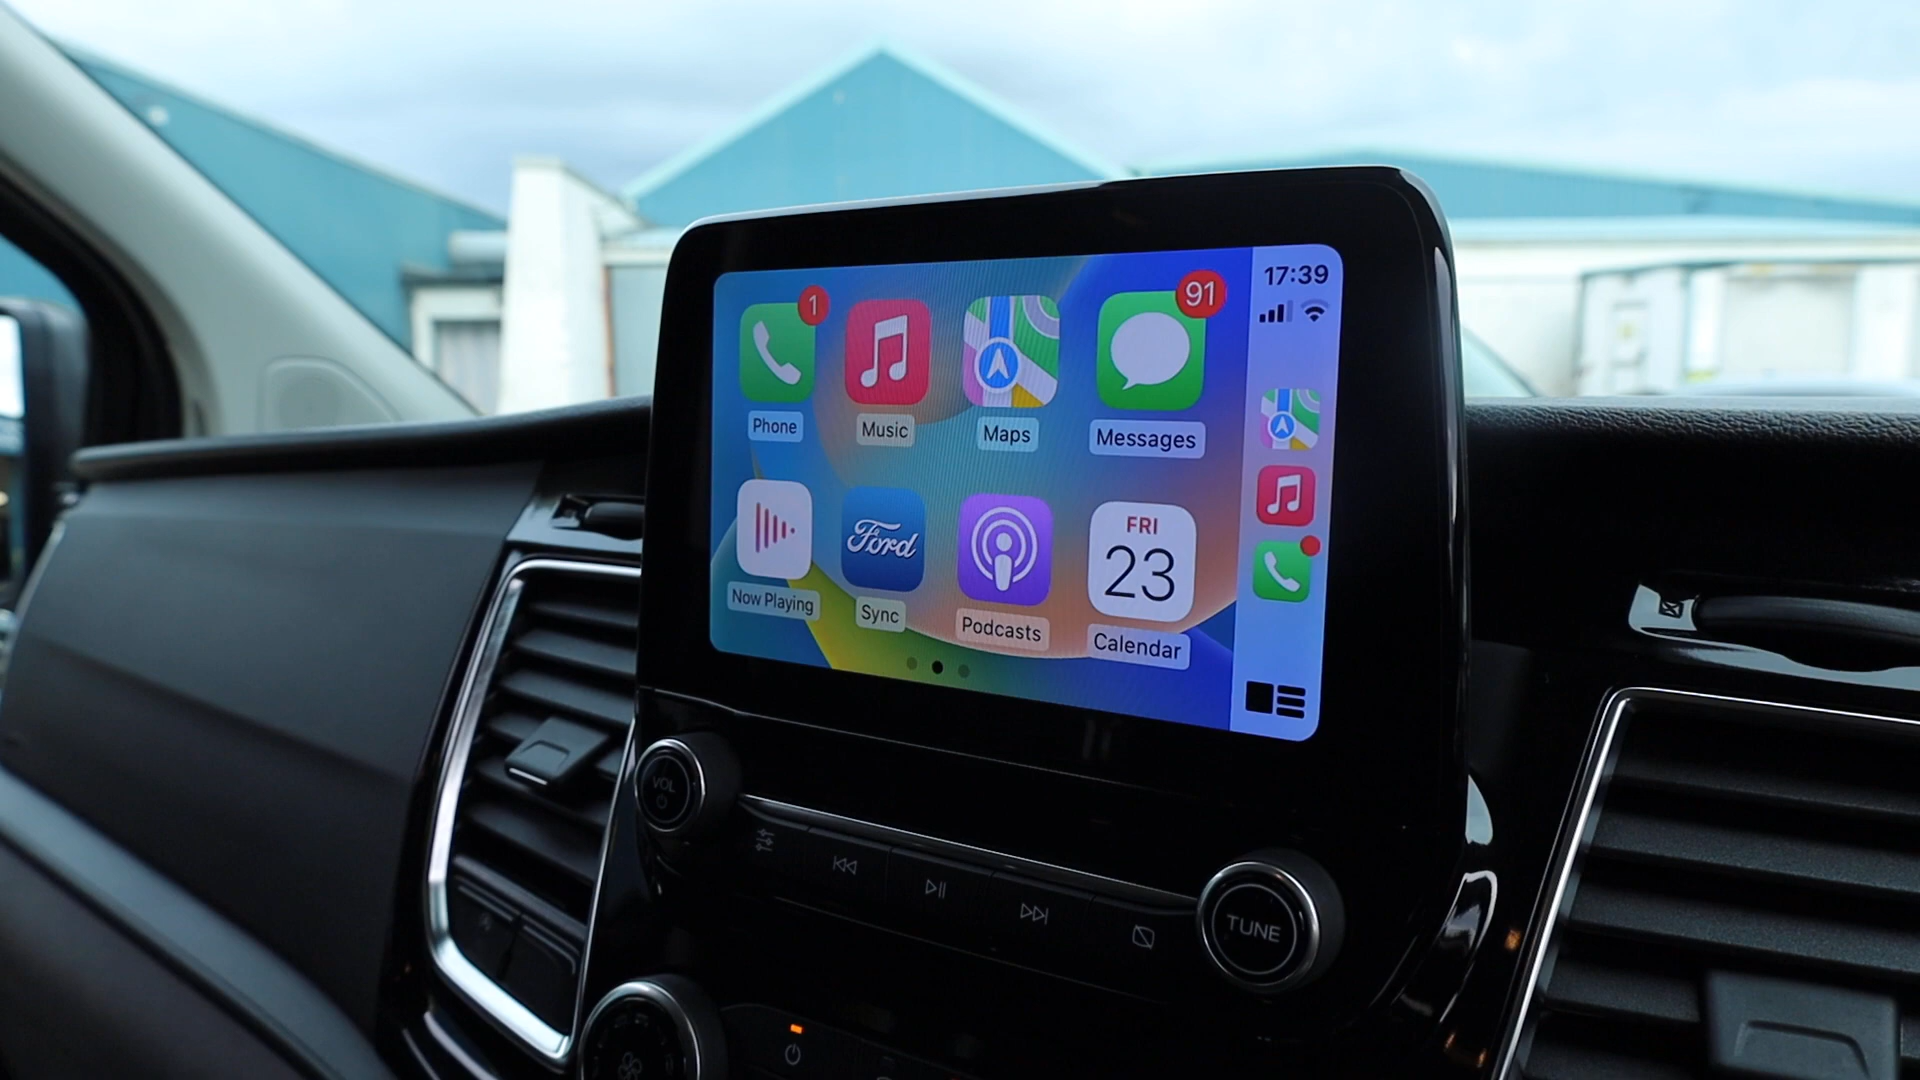 17:39
1
91
Phone
Music
Maps
Messages
Ford
FRI
23
Now Playing
Sync
Podcasts
Calendar
VOL
TUNE